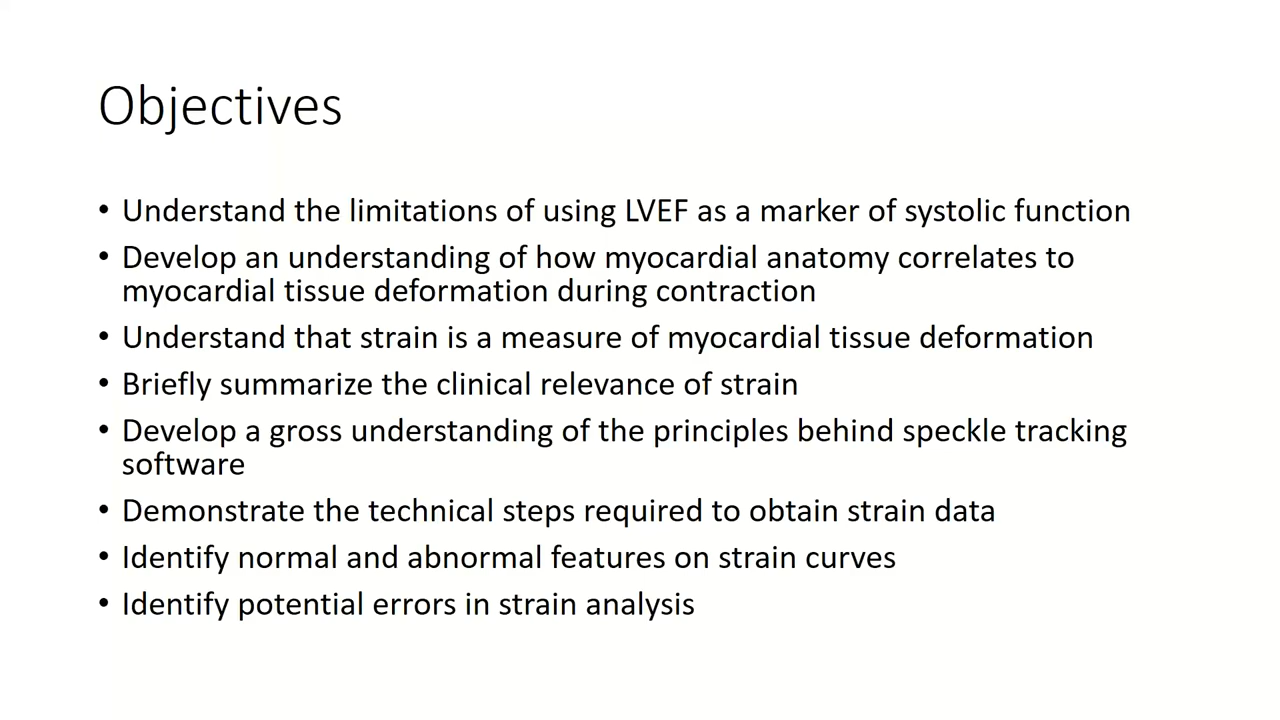 Objectives
• Understand the limitations of using LVEF as a marker of systolic function
• Develop an understanding of how myocardial anatomy correlates to
myocardial tissue deformation during contraction
• Understand that strain is a measure of myocardial tissue deformation
• Briefly summarize the clinical relevance of strain
• Develop a gross understanding of the principles behind speckle tracking
software
• Demonstrate the technical steps required to obtain strain data
• Identify normal and abnormal features on strain curves
• Identify potential errors in strain analysis